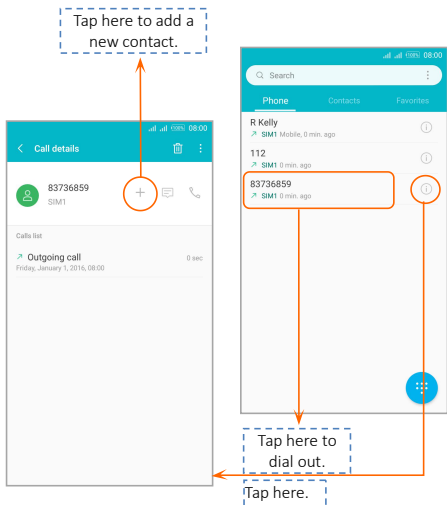 Tap here to add a
new contact.
100% 08:00
Search
Phone Contacts Favorites
R Kelly
SIM1 Mobile, 0 min. ago
112
SIM1 0 min. ago
83736859
SIM1 0 min. ago
100% 08:00
Call details
83736859
SIM1
Calls list
Outgoing call 0 sec
Friday, January 1, 2016, 08:00
Tap here to
dial out.
Tap here.